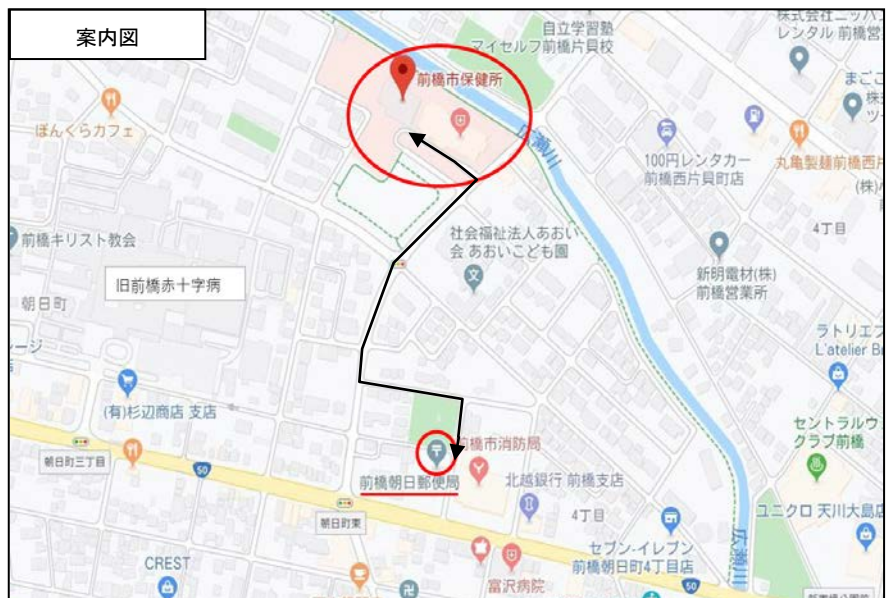 案内図
自立学習塾
マイセルフ前橋片貝校
レンタル 前橋営
前橋市保健所
まごこ
ぽんくらカフェ
広瀬川
100円レンタカー
前橋西片貝町店
丸亀製麺前橋西片
(株)
4丁目
社会福祉法人あおい
会 あおいこども園
前橋キリスト教会
旧前橋赤十字病
新明電材(株)
前橋営業所
朝日町
ラトリエブ
L'atelier B
ージ
(有)杉辺商店 支店
セントラルウ
クラブ前橋
前橋市消防局
朝日町三丁目
50
前橋朝日郵便局
北越銀行 前橋支店
4丁目
ユニクロ 天川大島店
朝日町東
広瀬川
セブン-イレブン
前橋朝日町4丁目店
CREST
富沢病院
50